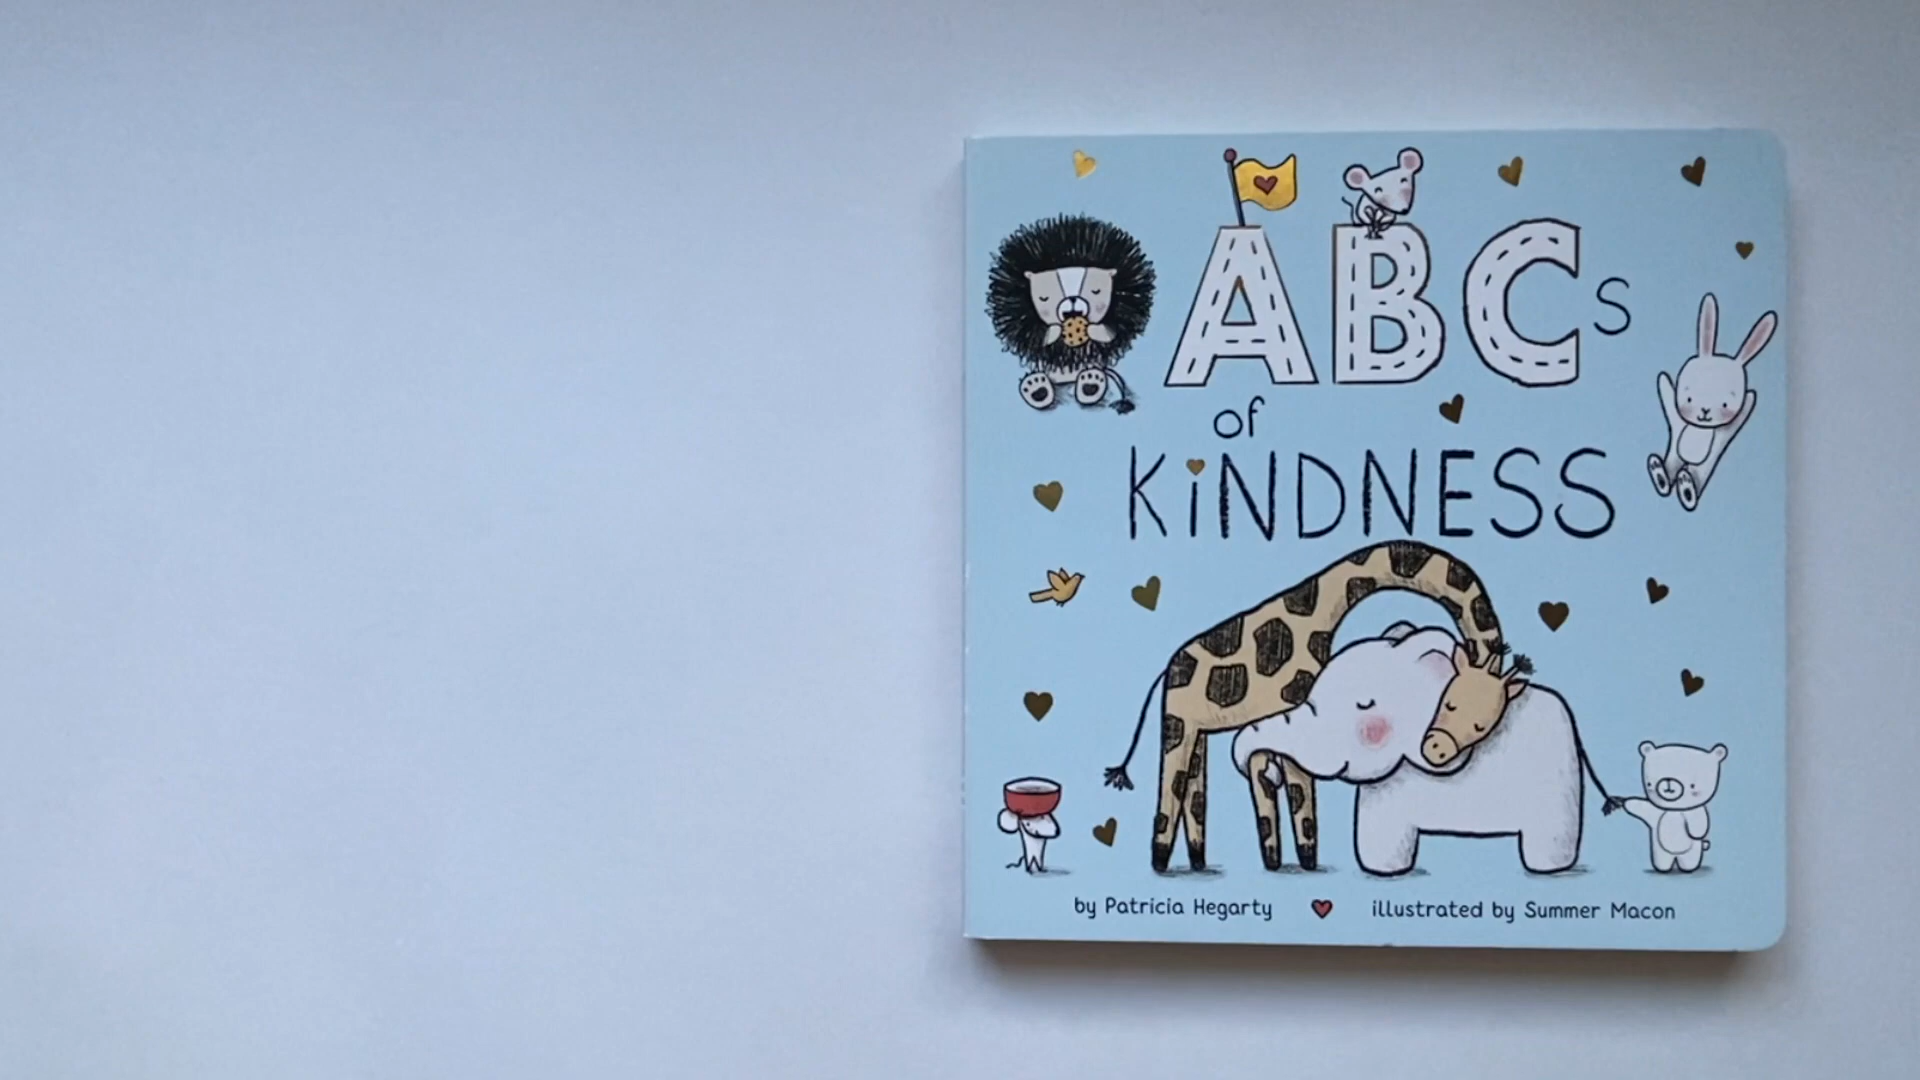 ABCs
of
KiNDNESS
by Patricia Hegarty
illustrated by Summer Macon